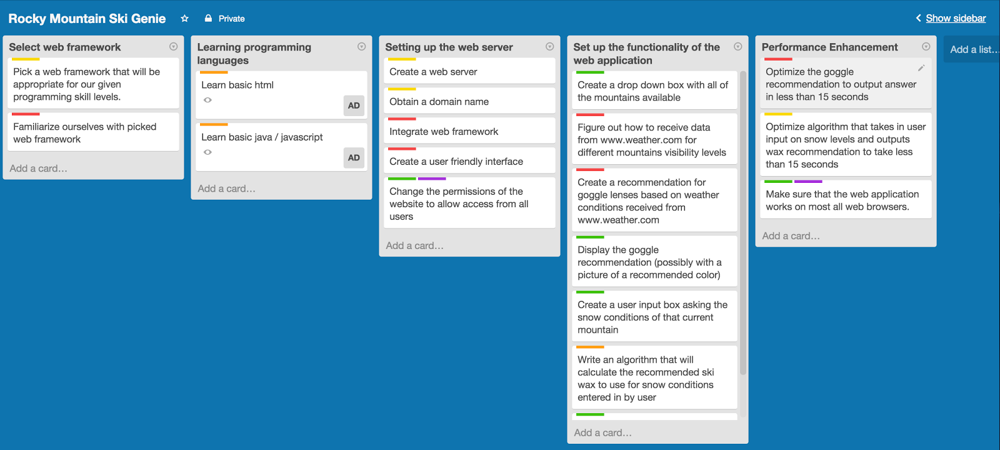 Rocky Mountain Ski Genie
Private
Show sidebar
Select web framework
Pick a web framework that will be
appropriate for our given
programming skill levels.
Familiarize ourselves with picked
web framework
Add a card…
Learning programming
languages
Learn basic html
AD
Learn basic java / javascript
AD
Add a card…
Setting up the web server
Create a web server
Obtain a domain name
Integrate web framework
Create a user friendly interface
Change the permissions of the
website to allow access from all
users
Add a card…
Set up the functionality of the
web application
Create a drop down box with all of
the mountains available
Figure out how to receive data
from www.weather.com for
different mountains visibility levels
Create a recommendation for
goggle lenses based on weather
conditions received from
www.weather.com
Display the goggle
recommendation (possibly with a
picture of a recommended color)
Create a user input box asking the
snow conditions of that current
mountain
Write an algorithm that will
calculate the recommended ski
wax to use for snow conditions
entered in by user
Add a card…
Performance Enhancement
Optimize the goggle
recommendation to output answer
in less than 15 seconds
Optimize algorithm that takes in user
input on snow levels and outputs
wax recommendation to take less
than 15 seconds
Make sure that the web application
works on most all web browsers.
Add a card…
Add a list…